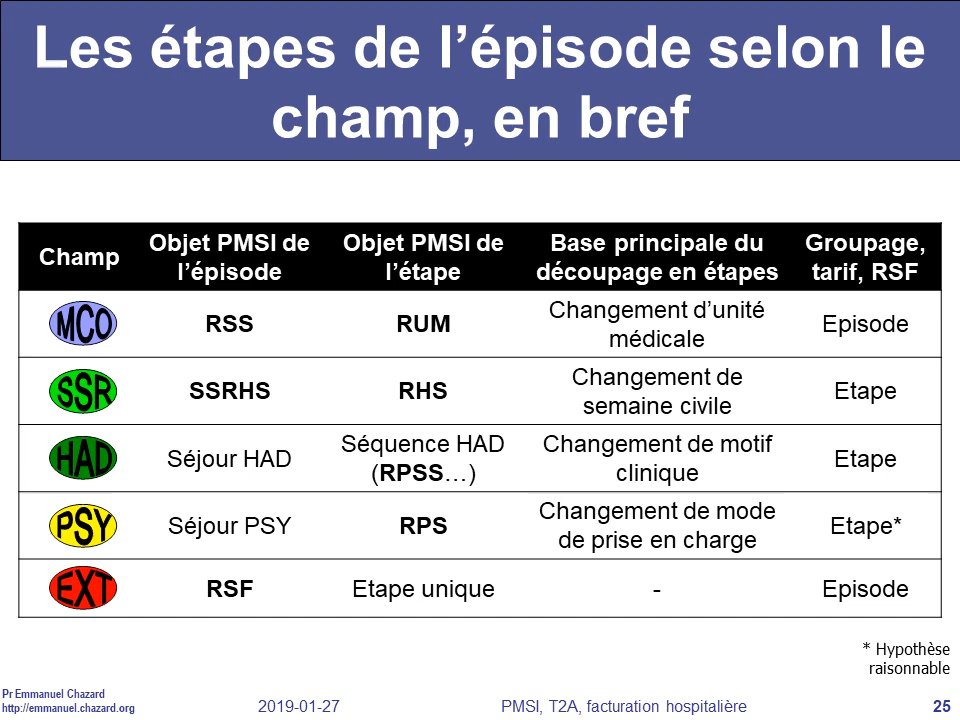 Les étapes de l’épisode selon le
champ, en bref
Champ
Objet PMSI de
l’épisode
Objet PMSI de
l’étape
Base principale du
découpage en étapes
Groupage,
tarif, RSF
MCO
RSS
RUM
Changement d’unité
médicale
Episode
SSR
SSRHS
RHS
Changement de
semaine civile
Etape
HAD
Séjour HAD
Séquence HAD
(RPSS…)
Changement de motif
clinique
Etape
PSY
Séjour PSY
RPS
Changement de mode
de prise en charge
Etape*
EXT
RSF
Etape unique
-
Episode
* Hypothèse
raisonnable
Pr Emmanuel Chazard
http://emmanuel.chazard.org
2019-01-27
PMSI, T2A, facturation hospitalière
25